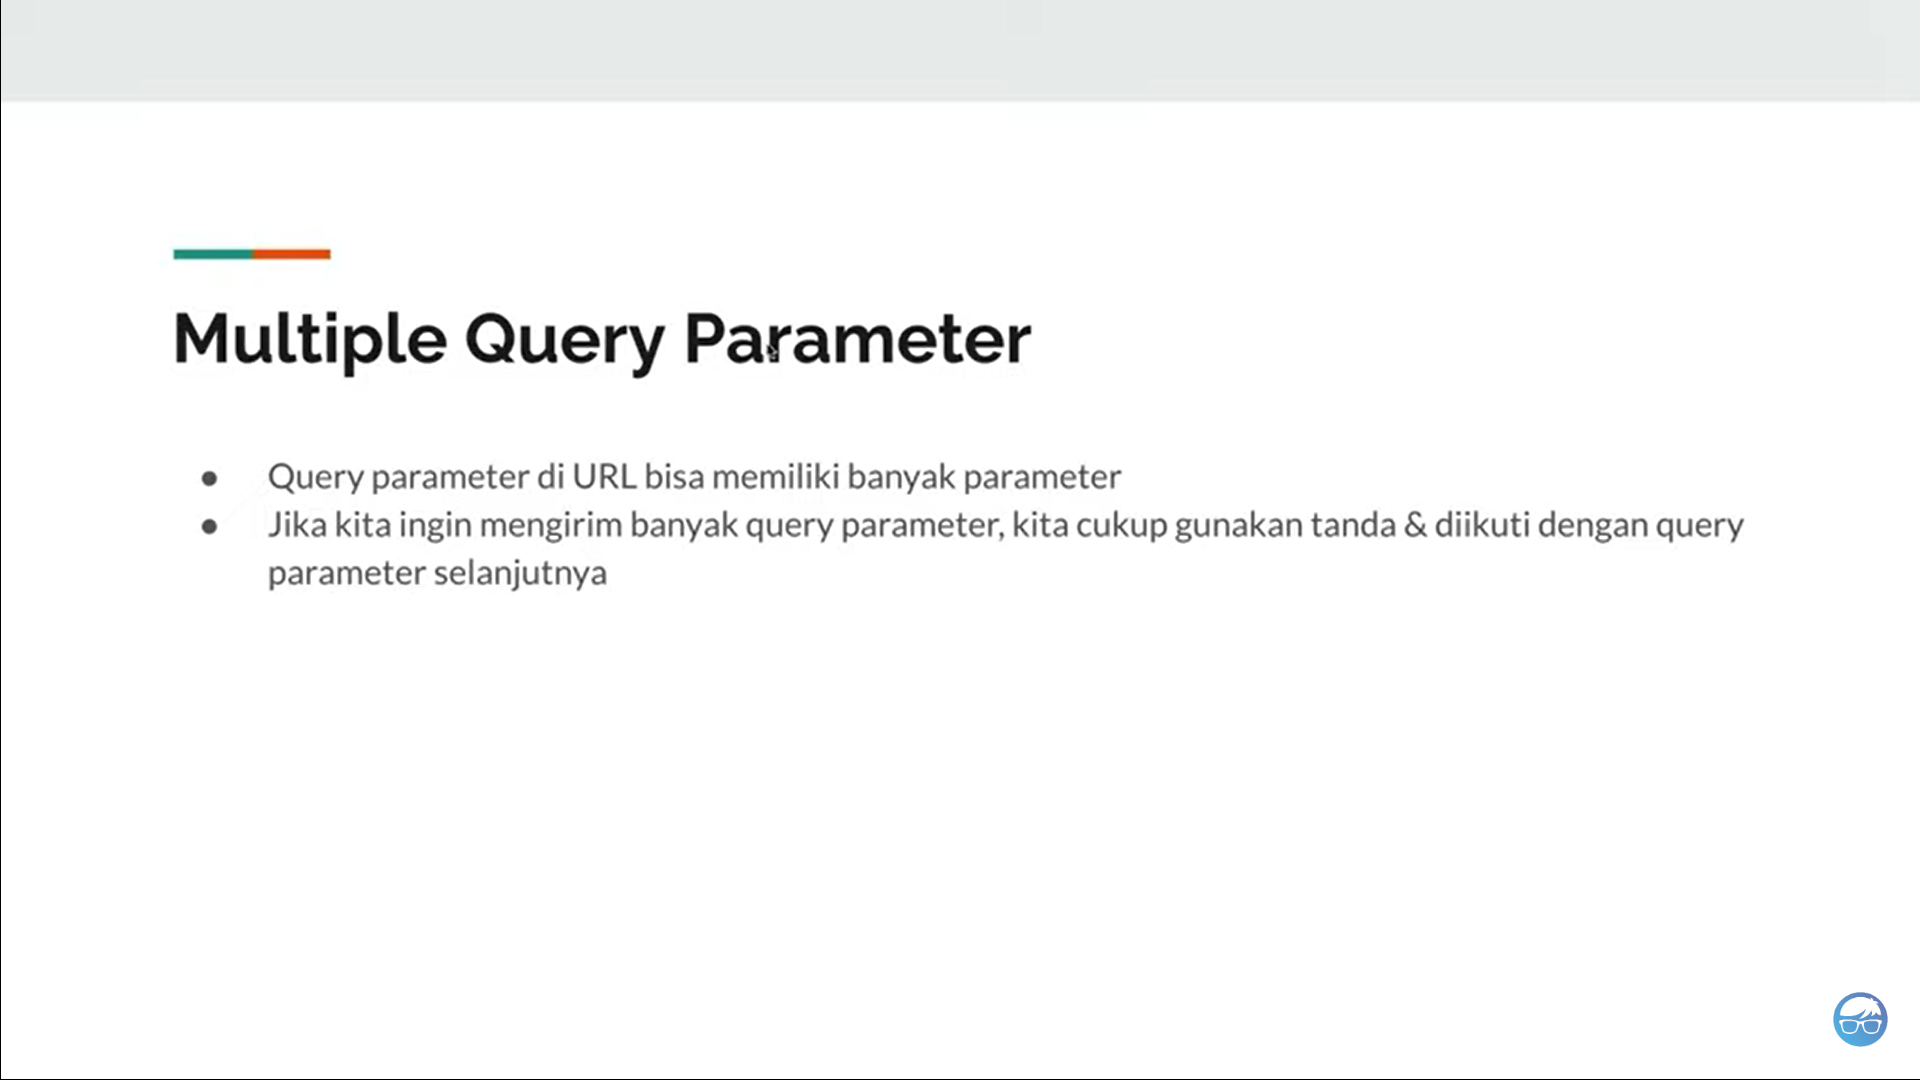 Multiple Query Parameter
● Query parameter di URL bisa memiliki banyak parameter
● Jika kita ingin mengirim banyak query parameter, kita cukup gunakan tanda & diikuti dengan query
parameter selanjutnya